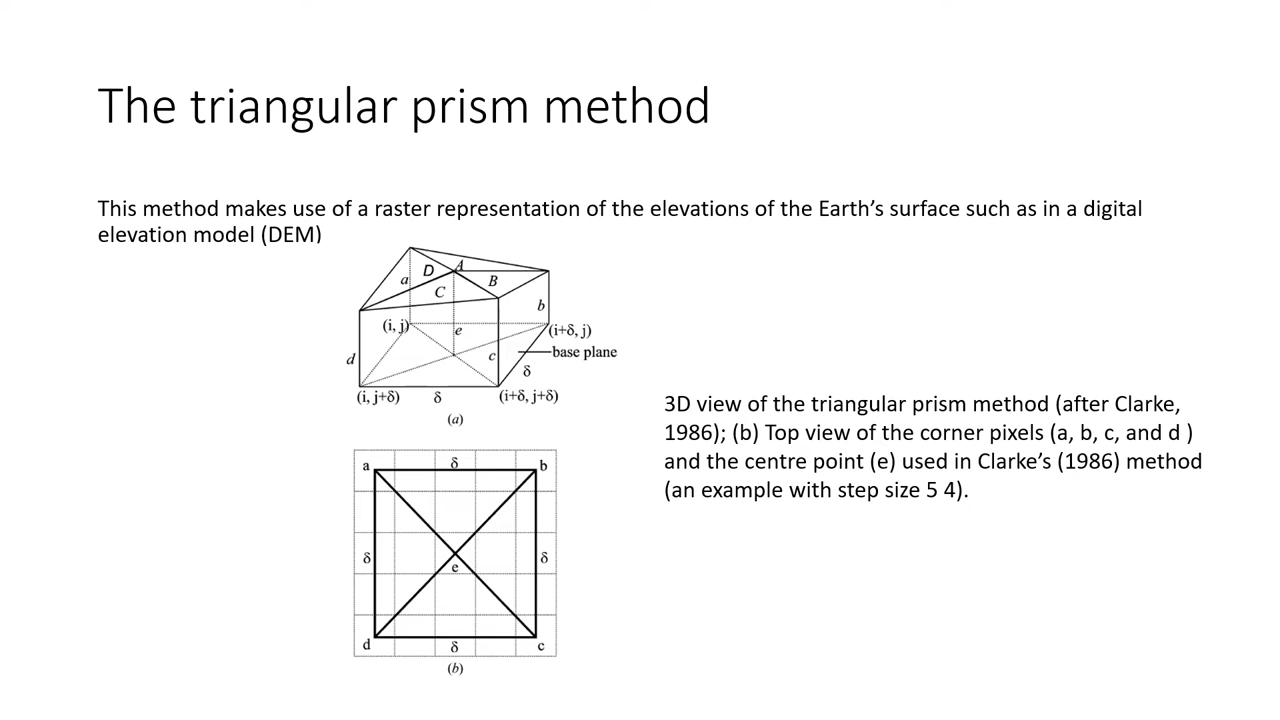 The triangular prism method
This method makes use of a raster representation of the elevations of the Earth’s surface such as in a digital
elevation model (DEM)
D A
a B
C
b
(i, j) e (i+δ, j)
d c base plane
δ
(i, j+δ) δ (i+δ, j+δ)
(a)
3D view of the triangular prism method (after Clarke,
1986); (b) Top view of the corner pixels (a, b, c, and d )
and the centre point (e) used in Clarke’s (1986) method
(an example with step size 5 4).
a δ b
δ δ
e
d δ c
(b)